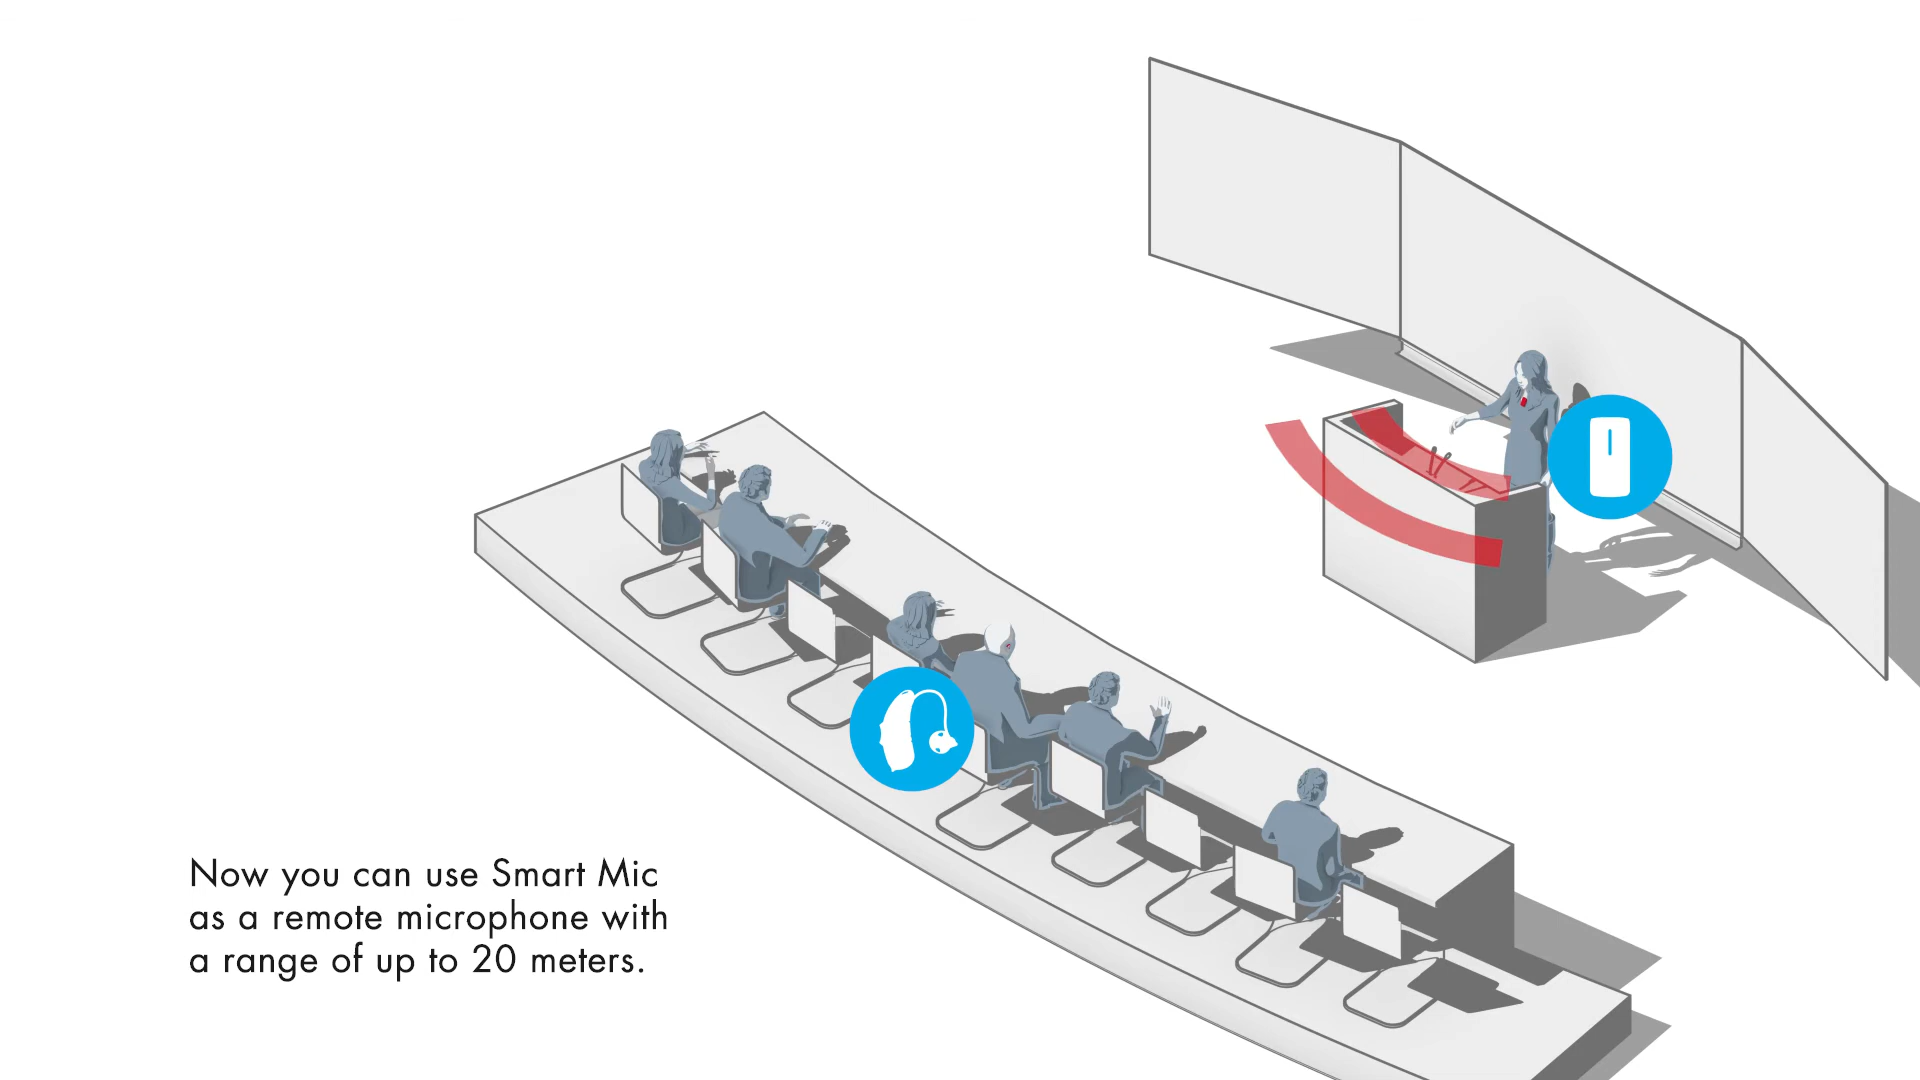 Now you can use Smart Mic
as a remote microphone with
a range of up to 20 meters.